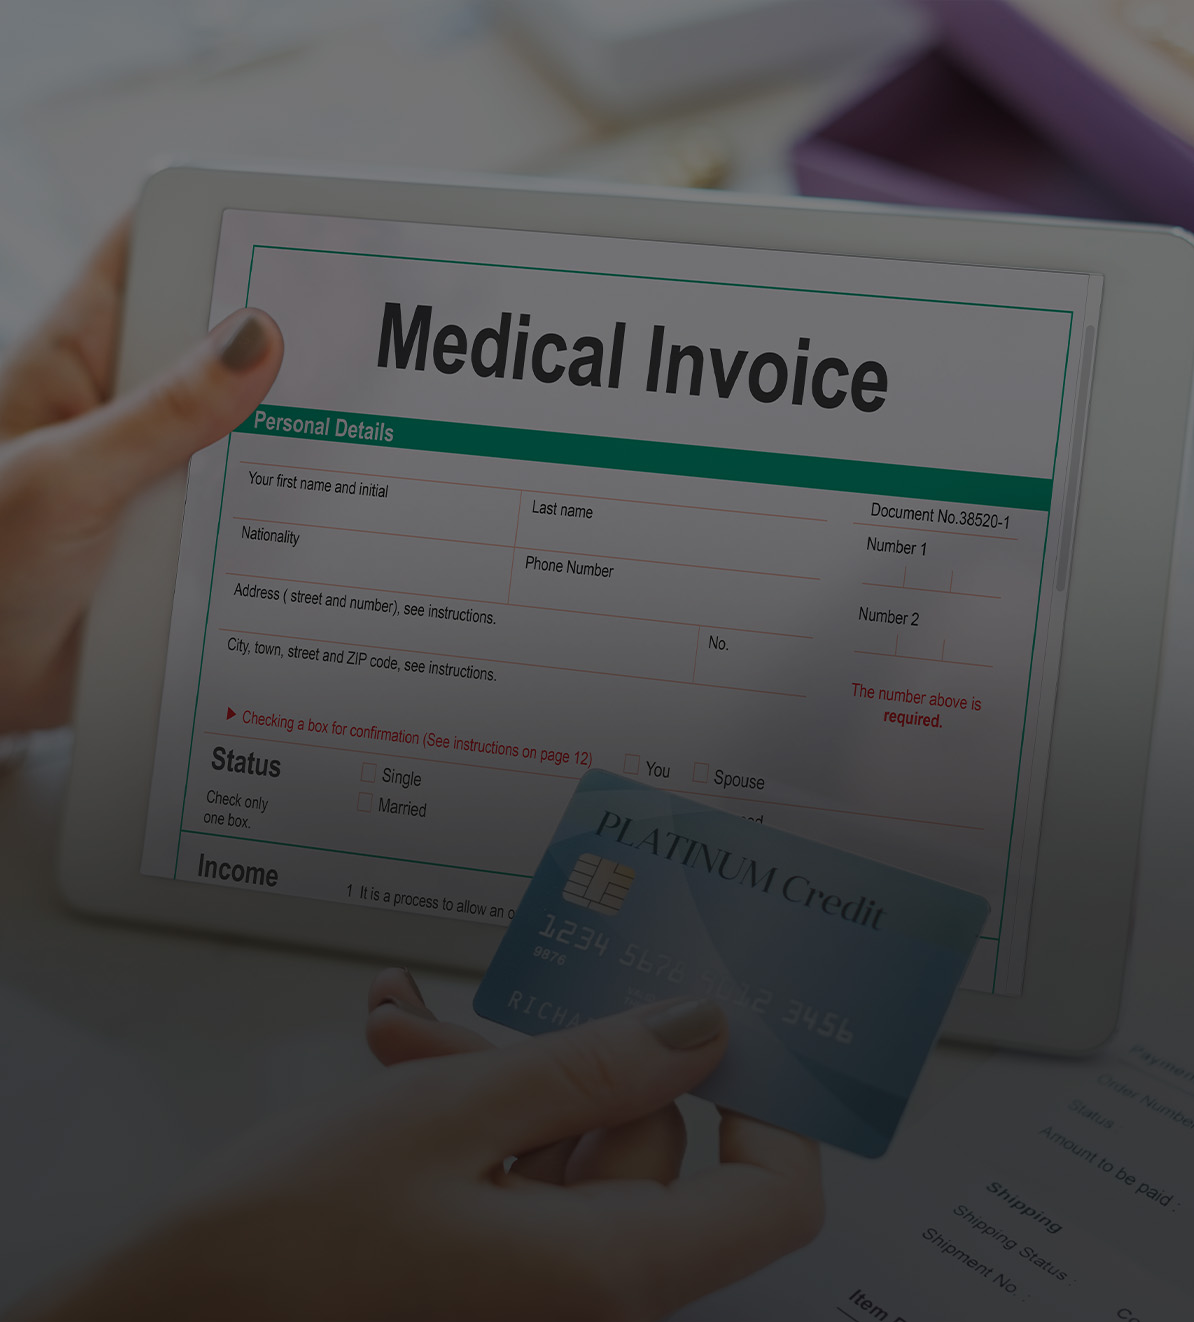 Medical Invoice
Personal Details
Your first name and initial
Last name
Document No.38520-1
Nationality
Phone Number
Number 1
Address ( street and number), see instructions.
No.
Number 2
City, town, street and ZIP code, see instructions.
The number above is
required.
Checking a box for confirmation (See instructions on page 12)
You
Spouse
Status
Single
Check only
one box.
Married
Income
1 It is a process to allow an o
PLATINUM Credit
1234 5678 9012 3456
9876
RICHA
Paymen
Order Number
Status
Amount to be paid :
Shipping
Shipping Status :
Shipment No. :
Item
Co